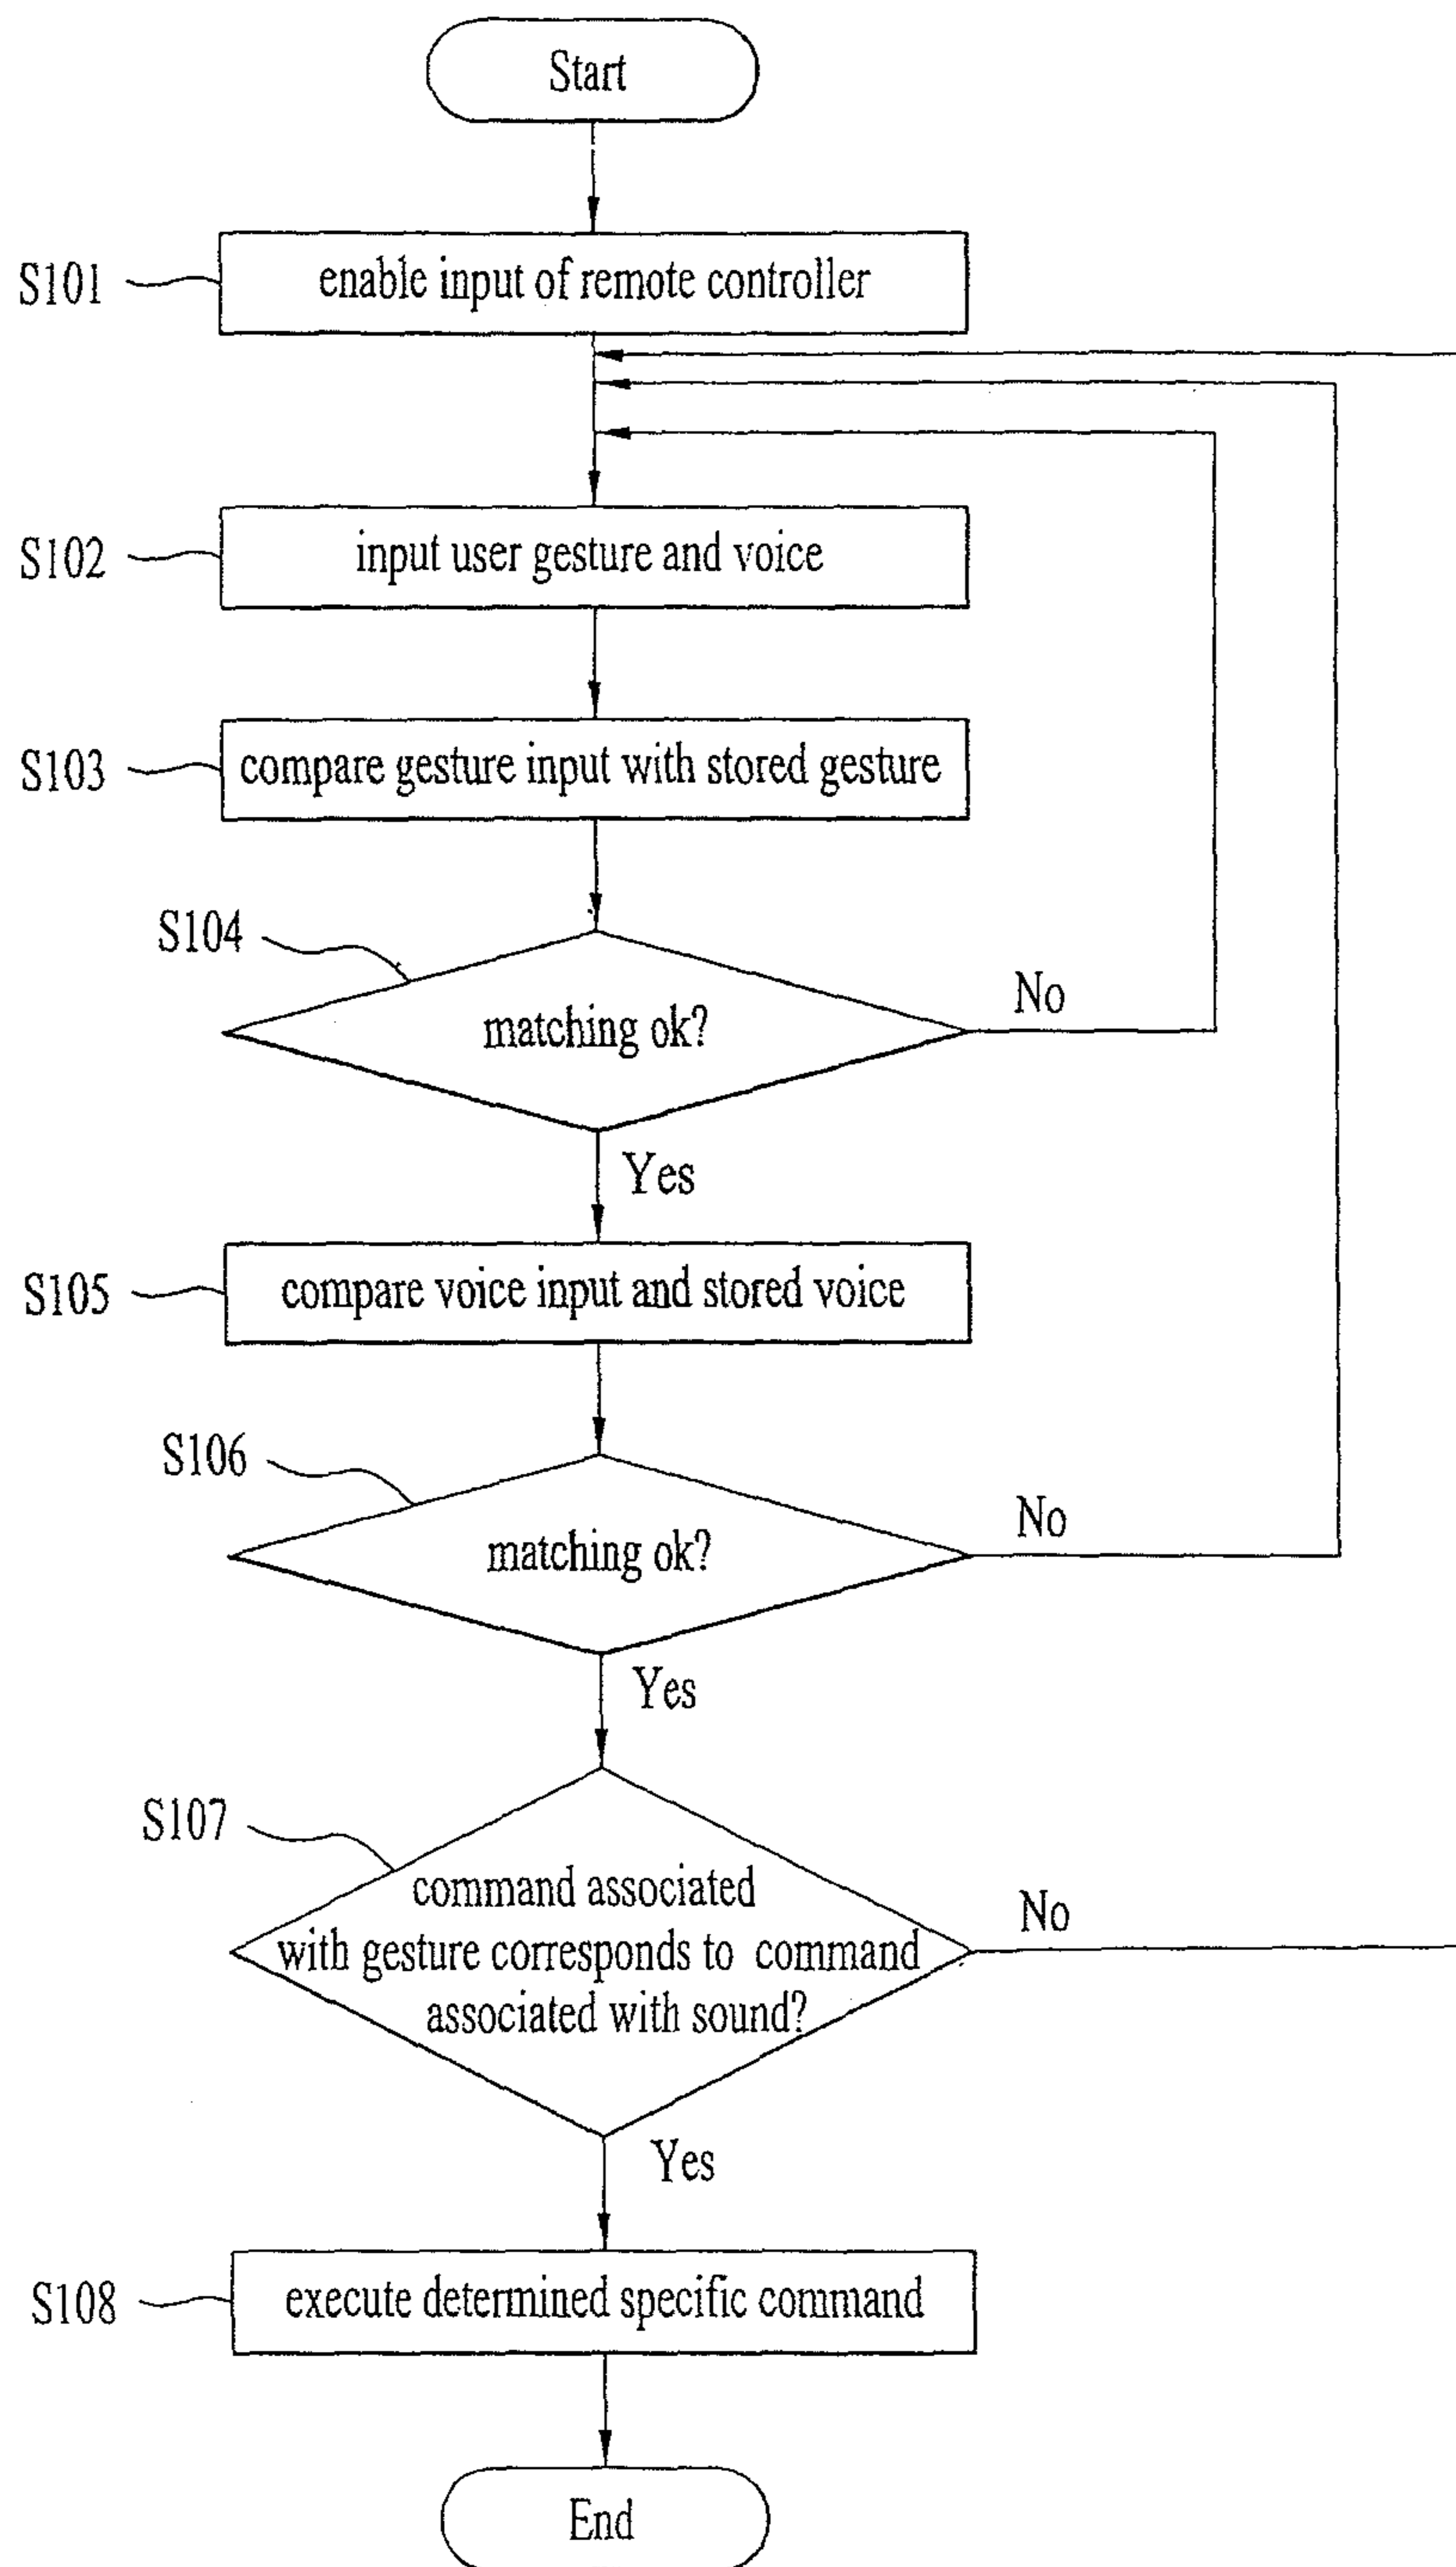 Start
S101
enable input of remote controller
S102
input user gesture and voice
S103
compare gesture input with stored gesture
S104
matching ok?
No
Yes
S105
compare voice input and stored voice
S106
matching ok?
No
Yes
S107
command associated
with gesture corresponds to command
associated with sound?
No
Yes
S108
execute determined specific command
End